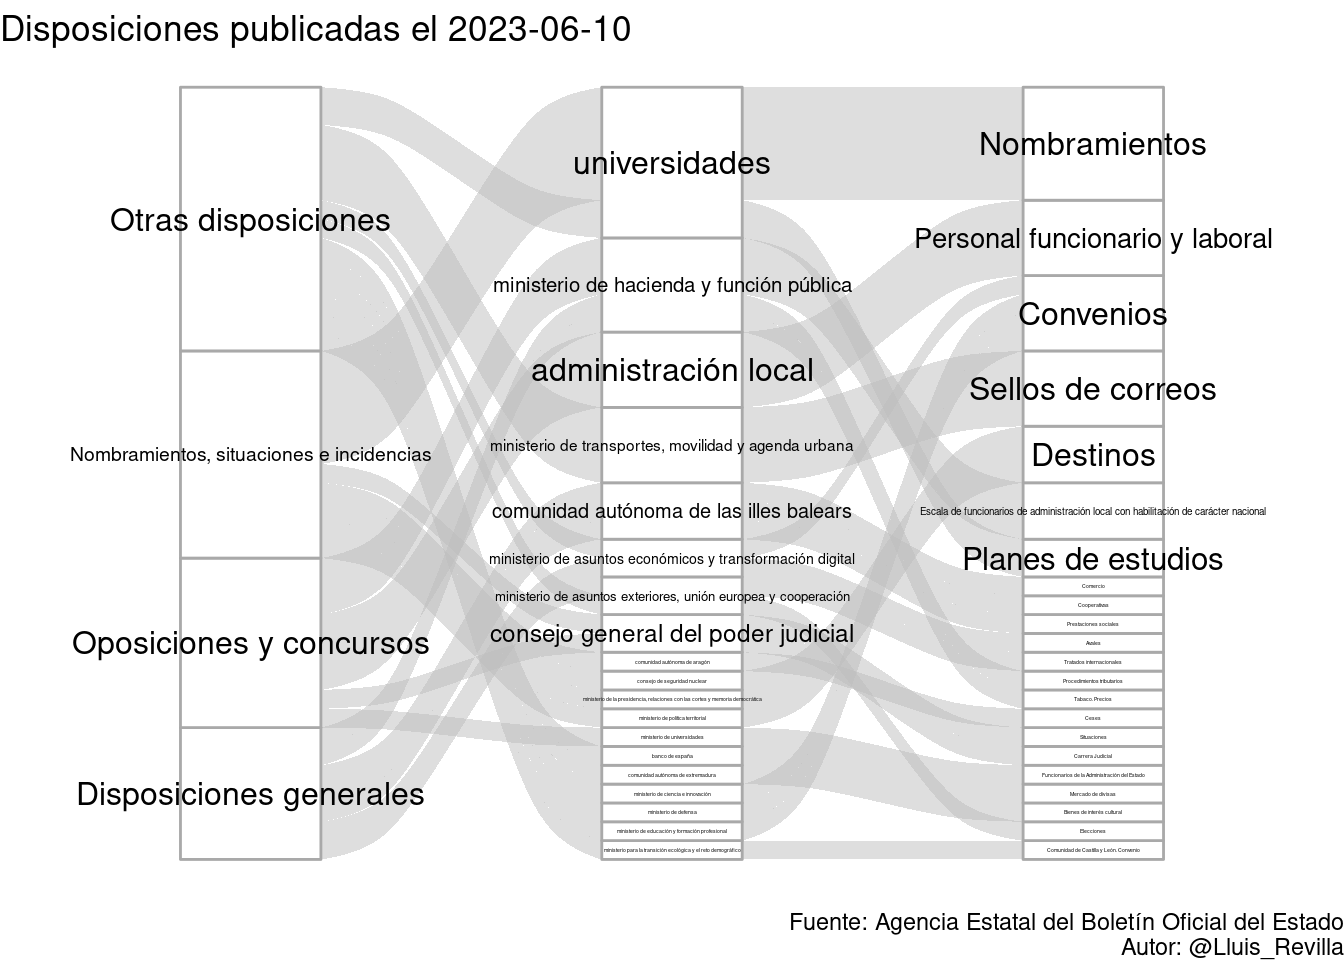 Disposiciones publicadas el 2023-06-10
Otras disposiciones
Nombramientos, situaciones e incidencias
Oposiciones y concursos
Disposiciones generales
universidades
ministerio de hacienda y función pública
administración local
ministerio de transportes, movilidad y agenda urbana
comunidad autónoma de las illes balears
ministerio de asuntos económicos y transformación digital
ministerio de asuntos exteriores, unión europea y cooperación
consejo general del poder judicial
comunidad autónoma de aragón
consejo de seguridad nuclear
ministerio de la presidencia, relaciones con las cortes y memoria democrática
ministerio de política territorial
ministerio de universidades
banco de españa
comunidad autónoma de extremadura
ministerio de ciencia e innovación
ministerio de defensa
ministerio de educación y formación profesional
ministerio para la transición ecológica y el reto demográfico
Nombramientos
Personal funcionario y laboral
Convenios
Sellos de correos
Destinos
Escala de funcionarios de administración local con habilitación de carácter nacional
Planes de estudios
Comercio
Cooperativas
Prestaciones sociales
Avales
Tratados internacionales
Procedimientos tributarios
Tabaco. Precios
Ceses
Situaciones
Carrera Judicial
Funcionarios de la Administración del Estado
Mercado de divisas
Bienes de interés cultural
Elecciones
Comunidad de Castilla y León. Convenio
Fuente: Agencia Estatal del Boletín Oficial del Estado
Autor: @Lluis_Revilla